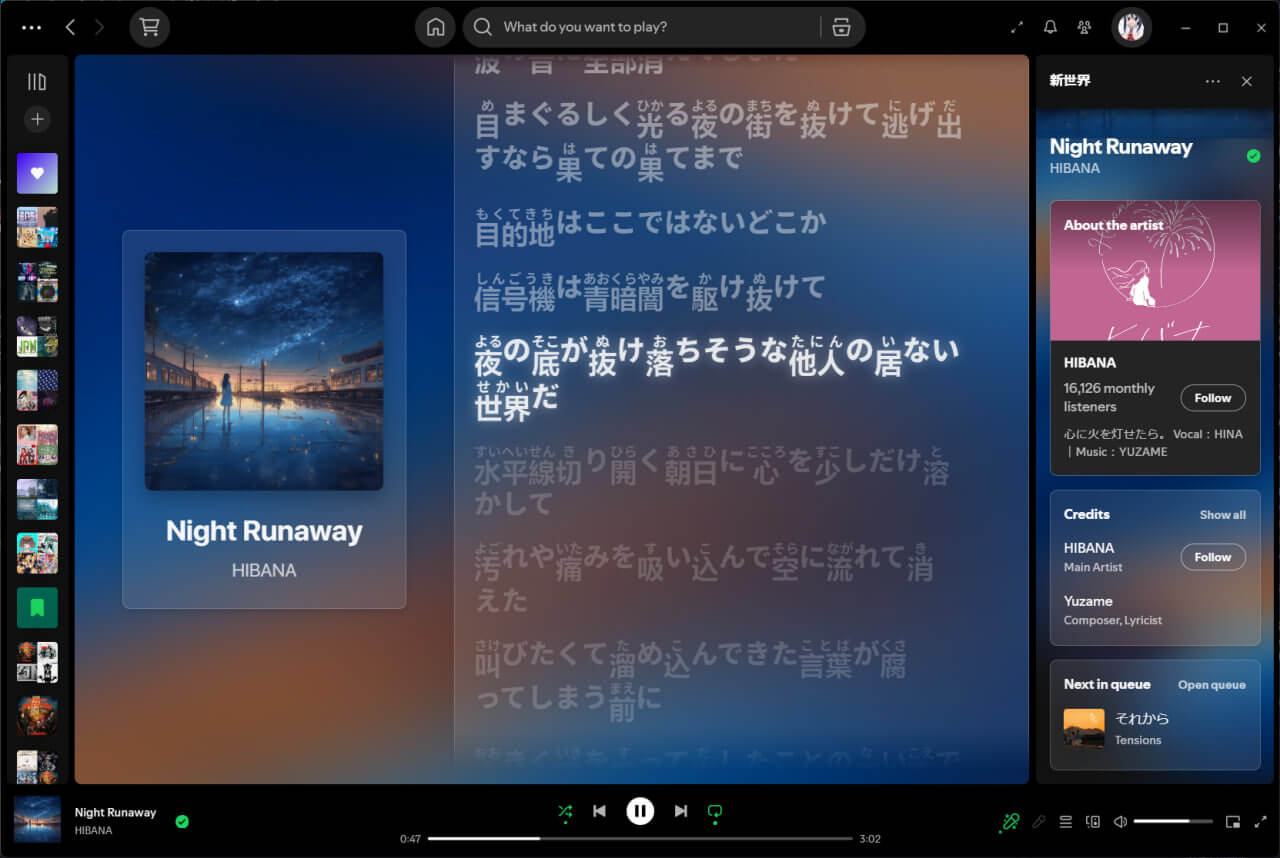 What do you want to play?
波の音 全部消
目まぐるしく光る夜の街を抜けて逃げ出
すなら果ての果てまで
目的地はここではないどこか
信号機は青暗闇を駆け抜けて
夜の底が抜け落ちそうな他人の居ない
世界だ
水平線切り開く朝日に心を少しだけ溶
かして
汚れや痛みを吸い込んで空に流れて消
えた
叫びたくて溜め込んできた言葉が腐
ってしまう前に
Night Runaway
HIBANA
新世界
Night Runaway
HIBANA
About the artist
HIBANA
16,126 monthly
listeners
Follow
心に火を灯せたら。 Vocal：HINA
｜Music：YUZAME
Credits
Show all
HIBANA
Main Artist
Follow
Yuzame
Composer, Lyricist
Next in queue
Open queue
それから
Tensions
Night Runaway
HIBANA
0:47
3:02